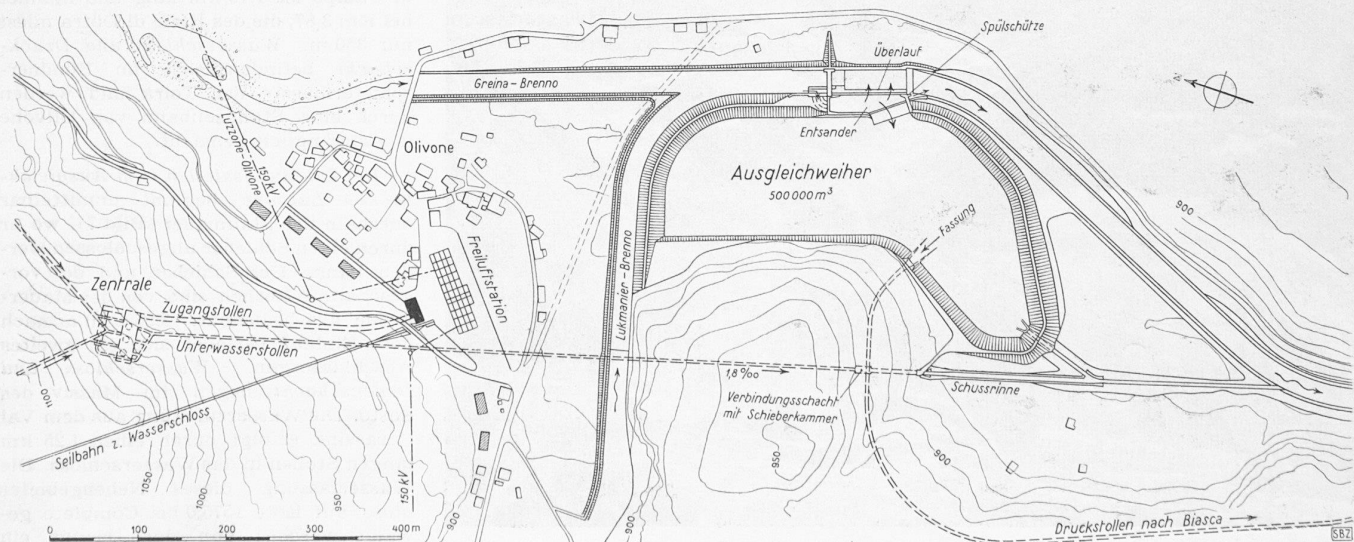 Spülschütze
Überlauf
N
Greina-Brenno
Entsander
Luzzone-Olivone
150 kV
Olivone
Ausgleichweiher
500 000 m³
900
Fassung
Freiluftstation
Lukmanier-Brenno
Zentrale
Zugangstollen
Unterwasserstollen
1,8 ‰
Schussrinne
Verbindungsschacht
mit Schieberkammer
1100
Seilbahn z. Wasserschloss
1050
1000
950
150 kV
900
900
950
900
Druckstollen nach Biasca
100
0
100
200
300
400 m
SBZ